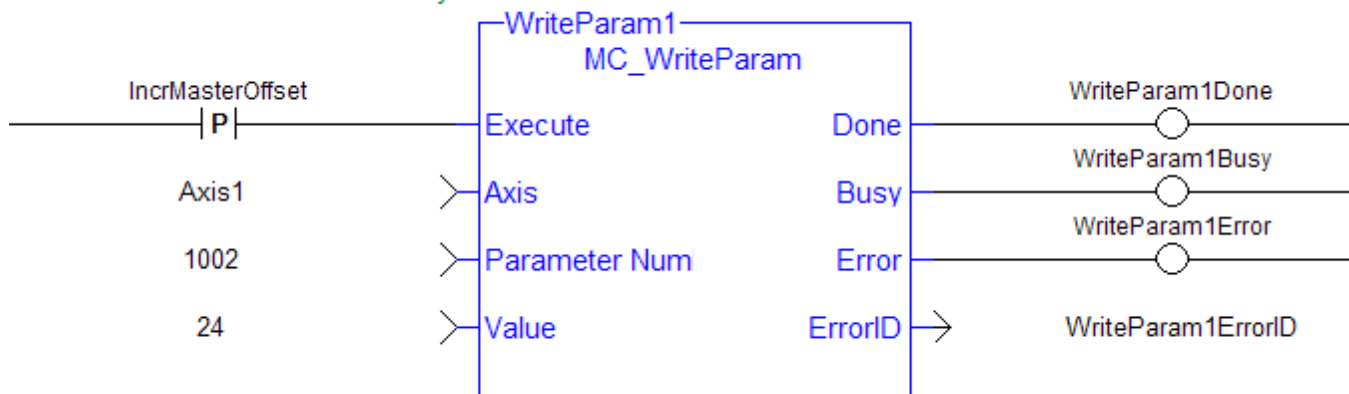 WriteParam1
MC_WriteParam
IncrMasterOffset
WriteParam1Done
P
Execute
Done
WriteParam1Busy
Axis1
Axis
Busy
WriteParam1Error
1002
Parameter Num
Error
24
Value
ErrorID
WriteParam1ErrorID